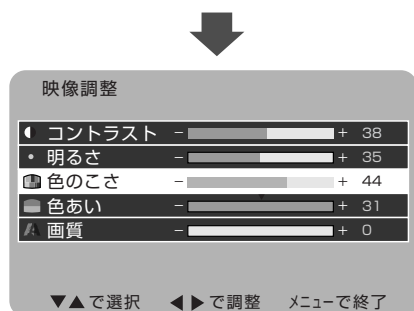 映像調整
コントラスト - + 38
明るさ - + 35
色のこさ - + 44
色あい - + 31
画質 - + 0
▼▲で選択 ◀▶で調整 メニューで終了